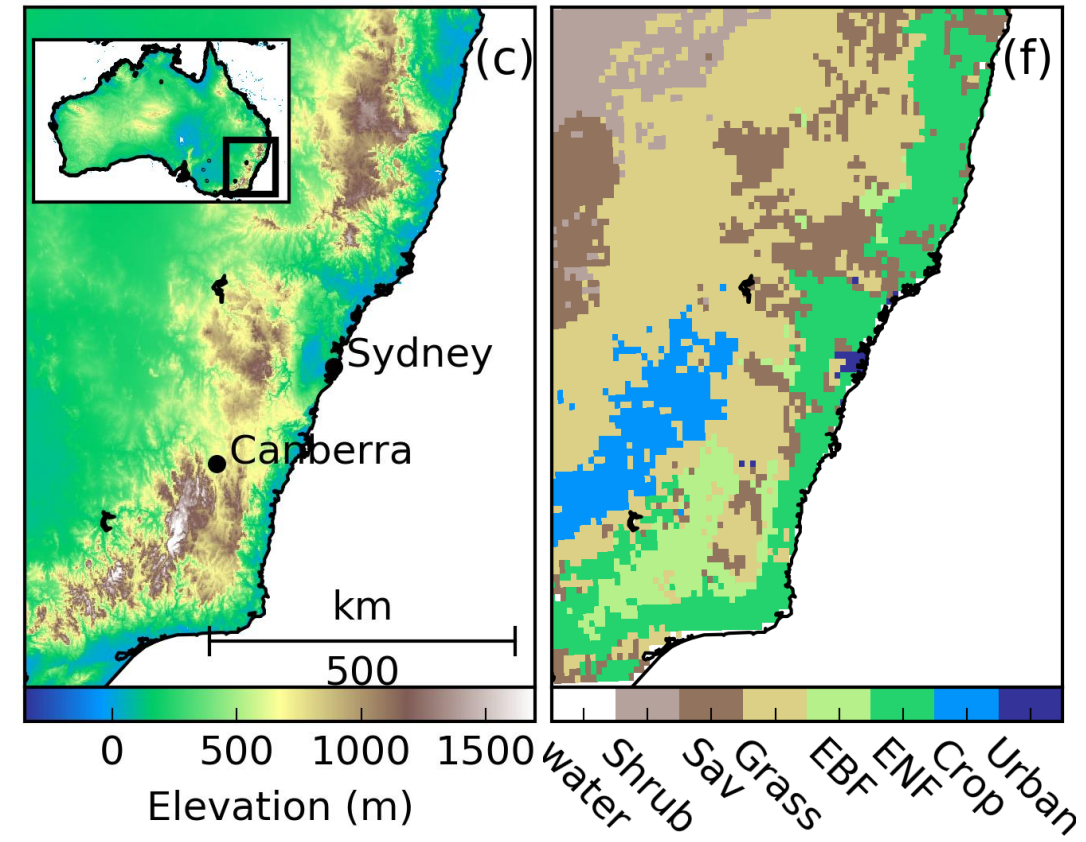 (c)
(f)
Sydney
Canberra
km
500
0 500 1000 1500
Elevation (m)
water Shrub Sav Grass EBF ENF Crop Urban